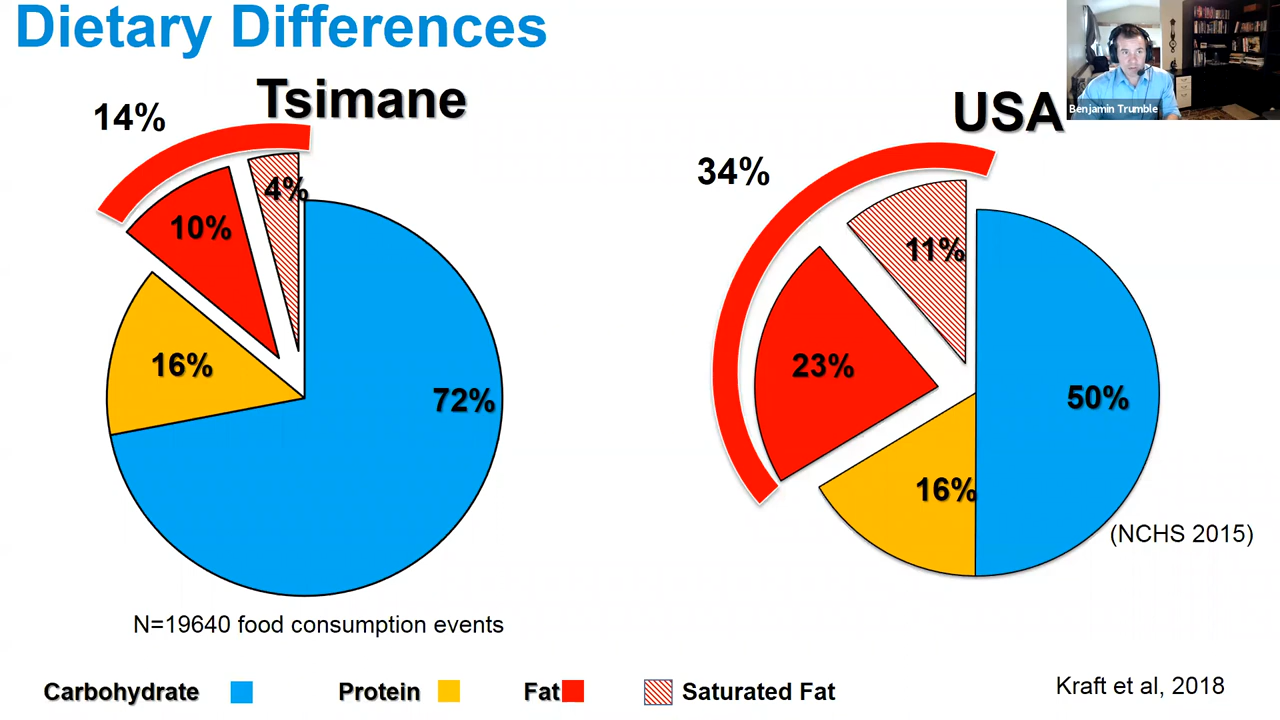 Dietary Differences
Benjamin Trumble
Tsimane
14%
4%
10%
16%
72%
USA
34%
11%
23%
50%
16%
(NCHS 2015)
N=19640 food consumption events
Carbohydrate
Protein
Fat
Saturated Fat
Kraft et al, 2018